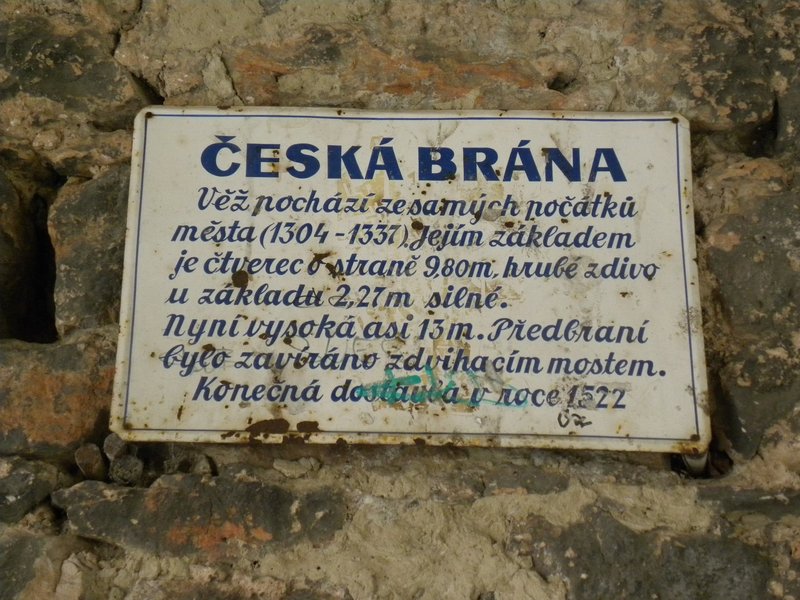 ČESKÁ BRÁNA
Věž pochází ze samých počátků
města (1304 - 1337). Jejím základem
je čtverec o straně 9,80m, hrubé zdivo
u základu 2,27m silné.
Nyní vysoká asi 13m. Předbraní
bylo zavíráno zdvihacím mostem.
Konečná dostavba v roce 1522